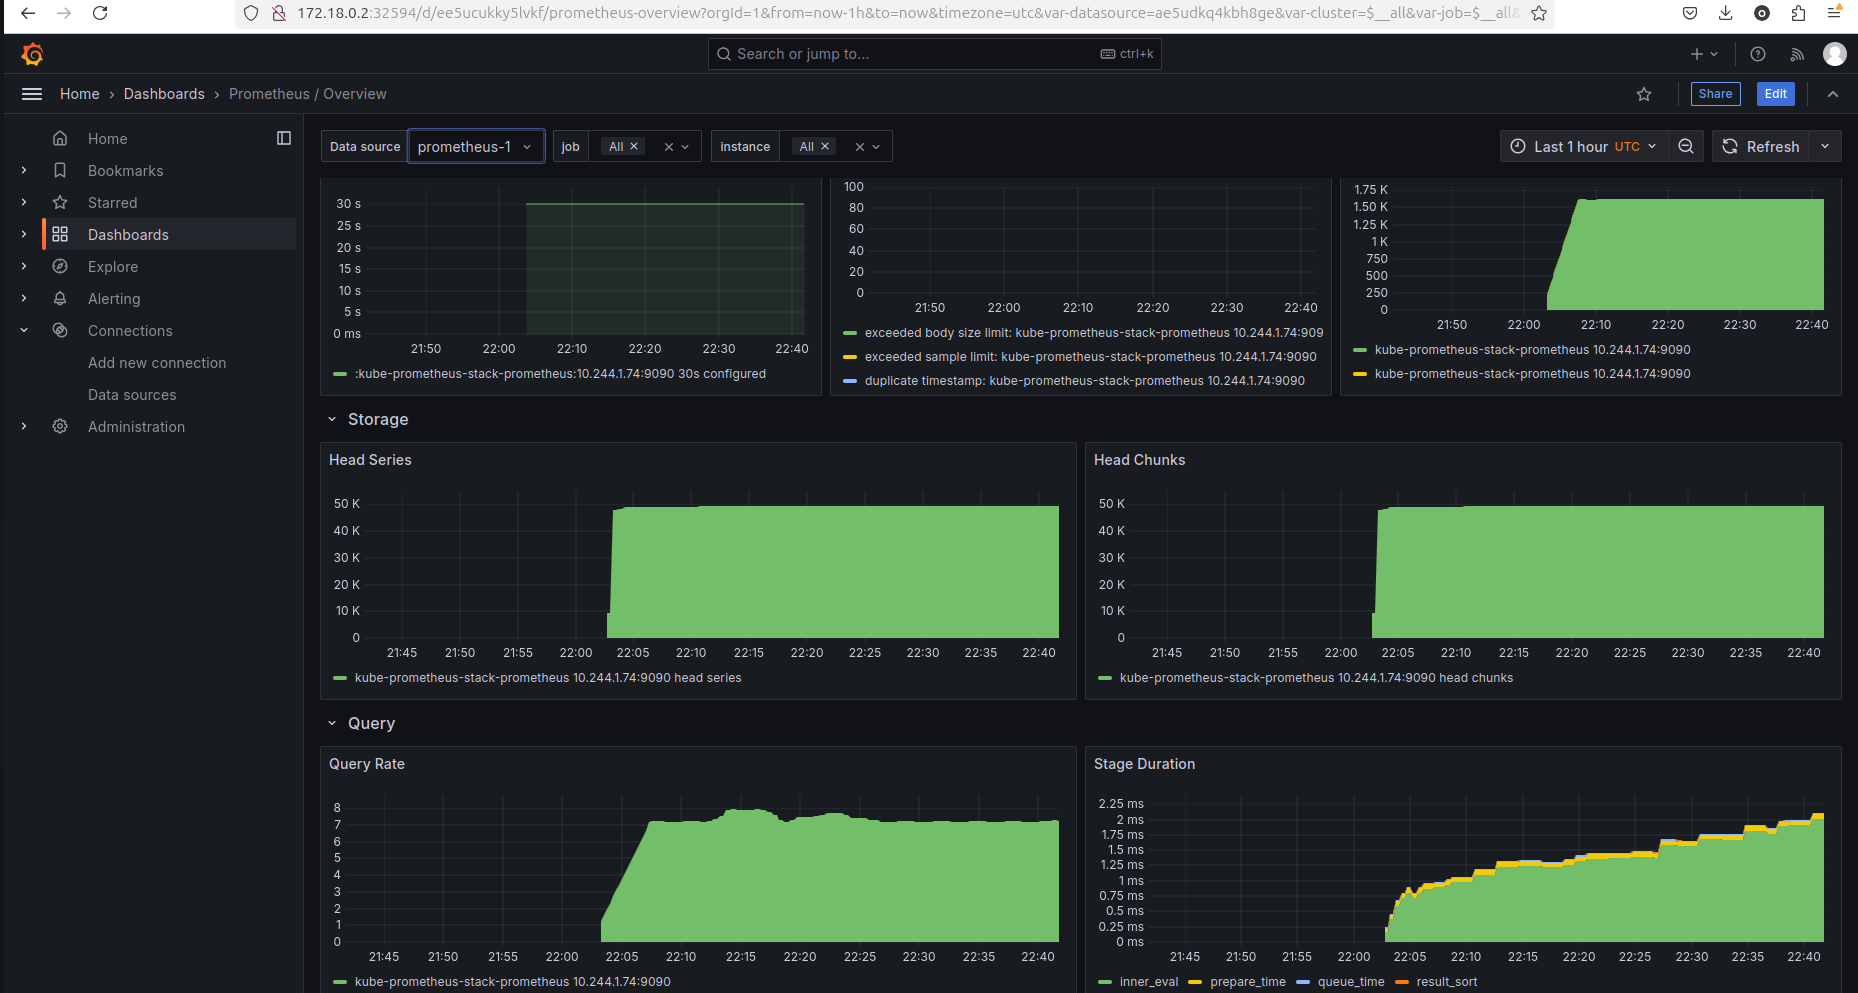 172.18.0.2:32594/d/ee5ucukky5lvkf/prometheus-overview?orgId=1&from=now-1h&to=now&timezone=utc&var-datasource=ae5udkq4kbh8ge&var-cluster=$__all&var-job=$__all&
Search or jump to... ctrl+k
Home › Dashboards › Prometheus / Overview
Share Edit
Home
Bookmarks
Starred
Dashboards
Explore
Alerting
Connections
Add new connection
Data sources
Administration
Data source prometheus-1 job All instance All
Last 1 hour UTC Refresh
30 s
25 s
20 s
15 s
10 s
5 s
0 ms
21:50 22:00 22:10 22:20 22:30 22:40
:kube-prometheus-stack-prometheus:10.244.1.74:9090 30s configured
100
80
60
40
20
0
21:50 22:00 22:10 22:20 22:30 22:40
exceeded body size limit: kube-prometheus-stack-prometheus 10.244.1.74:909
exceeded sample limit: kube-prometheus-stack-prometheus 10.244.1.74:9090
duplicate timestamp: kube-prometheus-stack-prometheus 10.244.1.74:9090
1.75 K
1.50 K
1.25 K
1 K
750
500
250
0
21:50 22:00 22:10 22:20 22:30 22:40
kube-prometheus-stack-prometheus 10.244.1.74:9090
kube-prometheus-stack-prometheus 10.244.1.74:9090
Storage
Head Series
50 K
40 K
30 K
20 K
10 K
0
21:45 21:50 21:55 22:00 22:05 22:10 22:15 22:20 22:25 22:30 22:35 22:40
kube-prometheus-stack-prometheus 10.244.1.74:9090 head series
Head Chunks
50 K
40 K
30 K
20 K
10 K
0
21:45 21:50 21:55 22:00 22:05 22:10 22:15 22:20 22:25 22:30 22:35 22:40
kube-prometheus-stack-prometheus 10.244.1.74:9090 head chunks
Query
Query Rate
8
7
6
5
4
3
2
1
0
21:45 21:50 21:55 22:00 22:05 22:10 22:15 22:20 22:25 22:30 22:35 22:40
kube-prometheus-stack-prometheus 10.244.1.74:9090
Stage Duration
2.25 ms
2 ms
1.75 ms
1.5 ms
1.25 ms
1 ms
0.75 ms
0.5 ms
0.25 ms
0 ms
21:45 21:50 21:55 22:00 22:05 22:10 22:15 22:20 22:25 22:30 22:35 22:40
inner_eval prepare_time queue_time result_sort